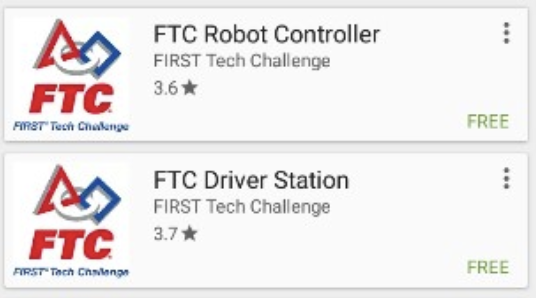 FTC Robot Controller
FIRST Tech Challenge
3.6★
FTC
FIRST® Tech Challenge
FREE
FTC Driver Station
FIRST Tech Challenge
3.7★
FTC
FIRST® Tech Challenge
FREE